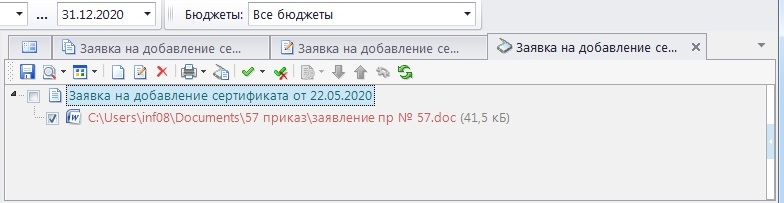 ... 31.12.2020 Бюджеты: Все бюджеты
Заявка на добавление се... Заявка на добавление се... Заявка на добавление се...
Заявка на добавление сертификата от 22.05.2020
C:\Users\inf08\Documents\57 приказ\заявление пр № 57.doc (41,5 кБ)